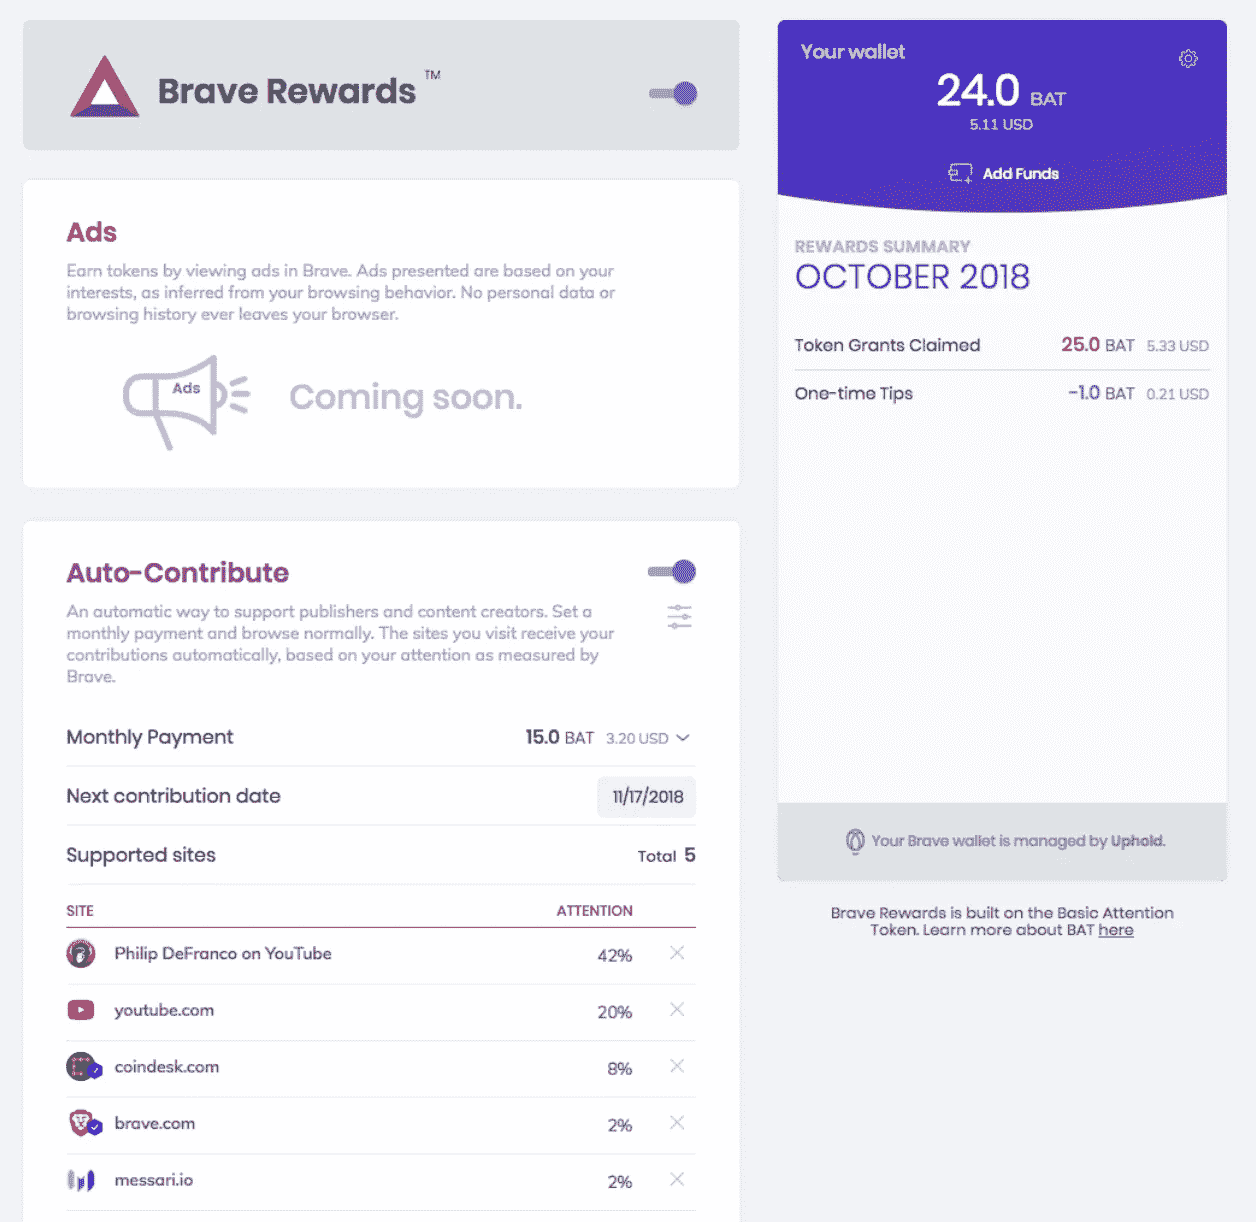 Brave Rewards ™
Ads
Earn tokens by viewing ads in Brave. Ads presented are based on your
interests, as inferred from your browsing behavior. No personal data or
browsing history ever leaves your browser.
Ads
Coming soon.
Auto-Contribute
An automatic way to support publishers and content creators. Set a
monthly payment and browse normally. The sites you visit receive your
contributions automatically, based on your attention as measured by
Brave.
Monthly Payment 15.0 BAT 3.20 USD
Next contribution date 11/17/2018
Supported sites Total 5
SITE ATTENTION
Philip DeFranco on YouTube 42%
youtube.com 20%
coindesk.com 8%
brave.com 2%
messari.io 2%
Your wallet
24.0 BAT
5.11 USD
Add Funds
REWARDS SUMMARY
OCTOBER 2018
Token Grants Claimed 25.0 BAT 5.33 USD
One-time Tips -1.0 BAT 0.21 USD
Your Brave wallet is managed by Uphold.
Brave Rewards is built on the Basic Attention
Token. Learn more about BAT here